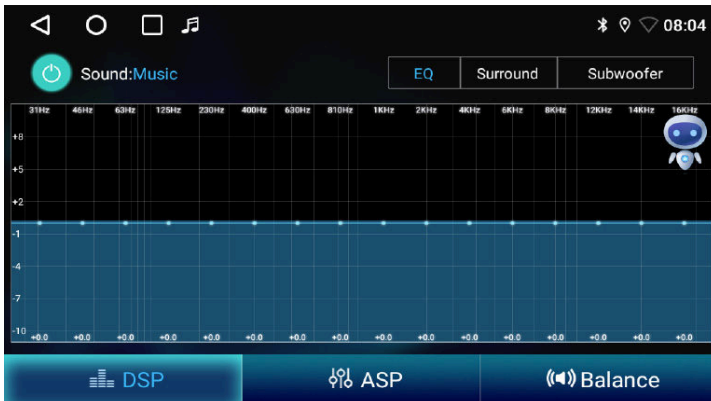 08:04
Sound:Music
EQ Surround Subwoofer
31Hz 46Hz 63Hz 125Hz 230Hz 400Hz 630Hz 810Hz 1KHz 2KHz 4KHz 6KHz 8KHz 12KHz 14KHz 16KHz
+8
+5
+2
-1
-4
-7
-10
+0.0 +0.0 +0.0 +0.0 +0.0 +0.0 +0.0 +0.0 +0.0 +0.0 +0.0 +0.0 +0.0 +0.0 +0.0 +0.0
DSP ASP Balance